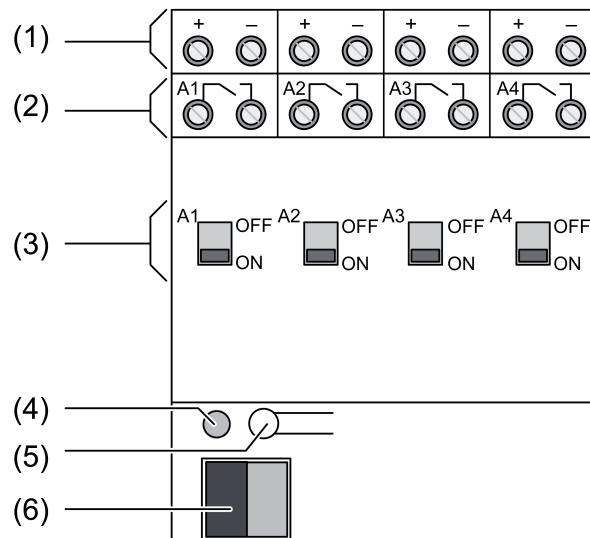 (1) + – + – + – + –
(2) A1 A2 A3 A4
(3) A1 OFF A2 OFF A3 OFF A4 OFF
ON ON ON ON
(4)
(5)
(6)